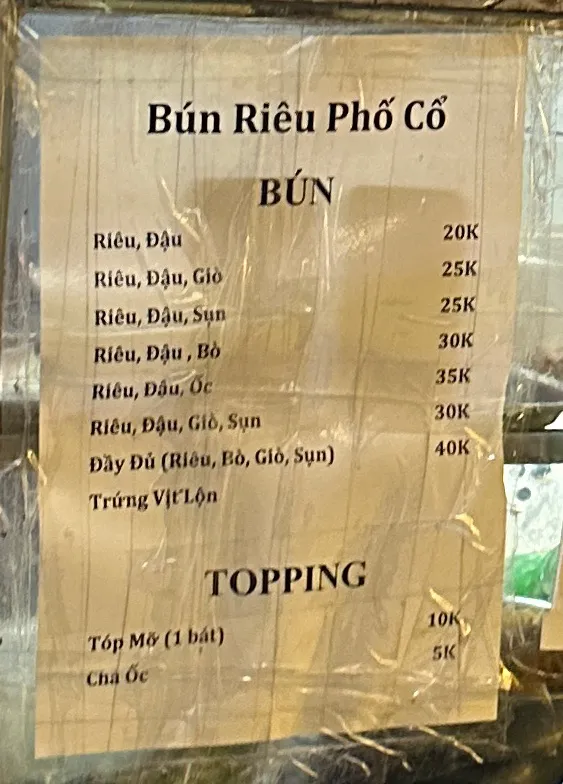 Bún Riêu Phố Cổ
BÚN
Riêu, Đậu 20K
Riêu, Đậu, Giò 25K
Riêu, Đậu, Sụn 25K
Riêu, Đậu , Bò 30K
Riêu, Đậu, Ốc 35K
Riêu, Đậu, Giò, Sụn 30K
Đầy Đủ (Riêu, Bò, Giò, Sụn) 40K
Trứng Vịt Lộn
TOPPING
Tóp Mỡ (1 bát) 10K
Chả Ốc 5K